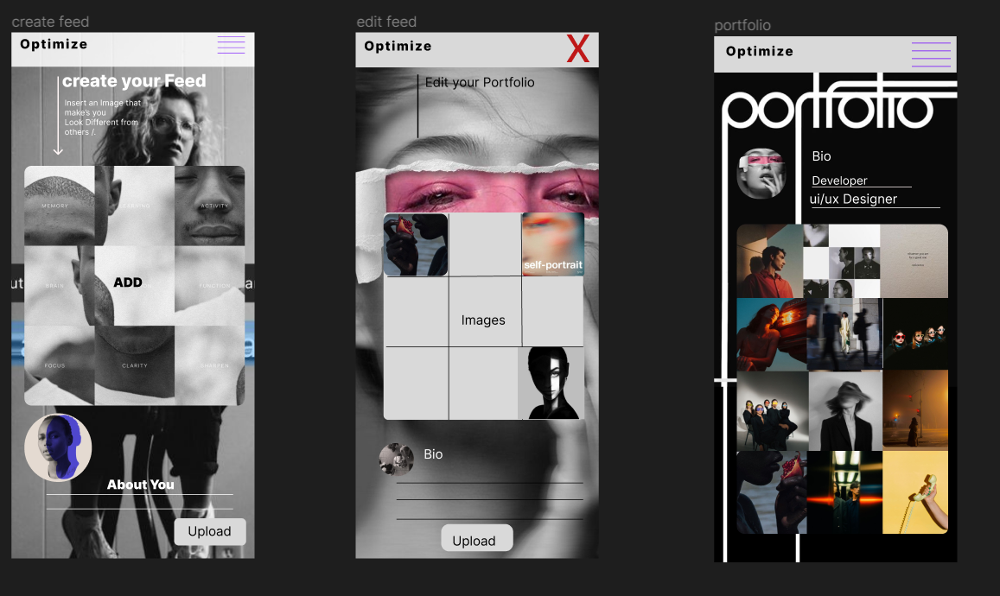 create feed
Optimize
create your Feed
Insert an Image that
make's you
Look Different from
others /.
MEMORY
ACTIVITY
BRAIN
ADD
FUNCTION
FOCUS
CLARITY
SHARPEN
About You
Upload
edit feed
Optimize
X
Edit your Portfolio
self-portrait
Images
Bio
Upload
portfolio
Optimize
portfolio
Bio
Developer
ui/ux Designer